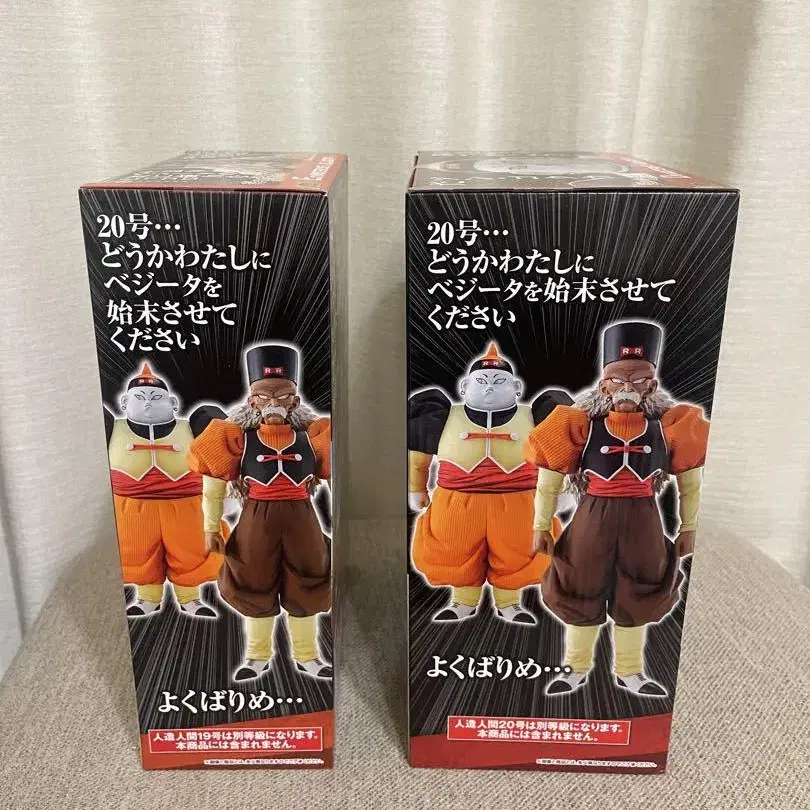 20号…
どうかわたしに
ベジータを
始末させて
ください
RR
RR
よくばりめ…
人造人間19号は別等級になります。
本商品には含まれません。
20号…
どうかわたしに
ベジータを始末させて
ください
RR
RR
よくばりめ…
人造人間20号は別等級になります。
本商品には含まれません。